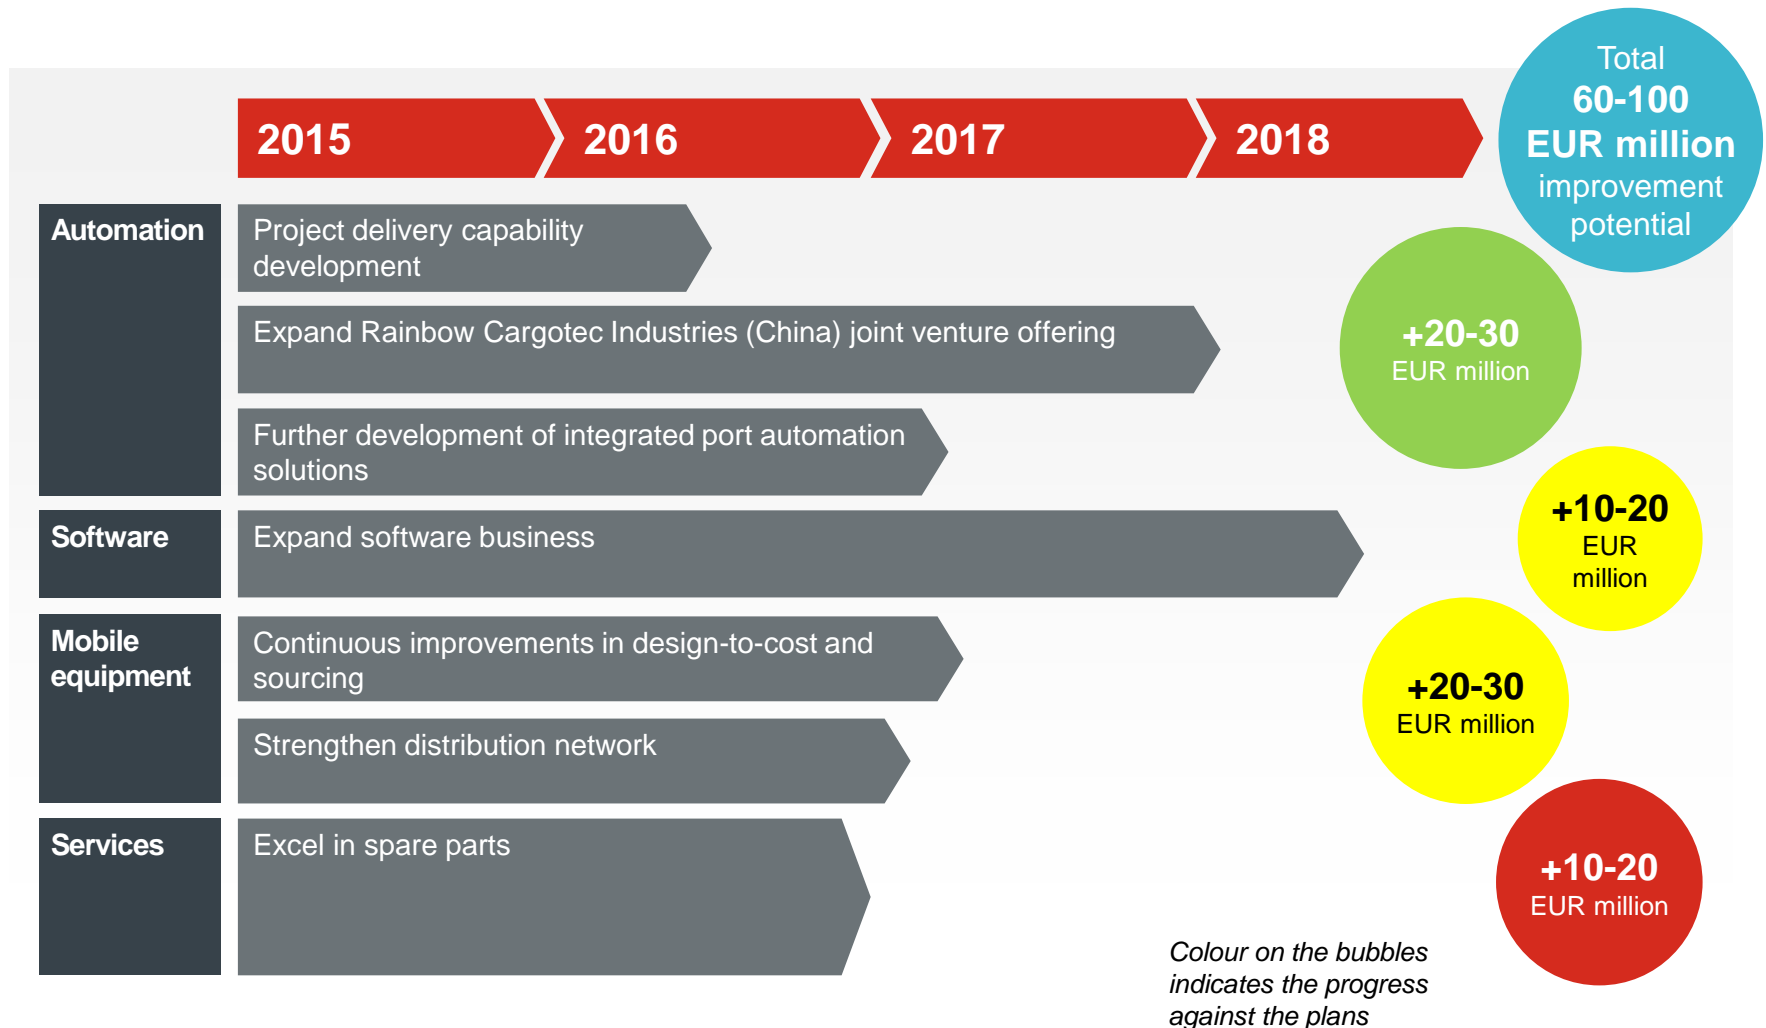 Total
60-100
EUR million
improvement
potential
2015
2016
2017
2018
Automation
Project delivery capability
development
Expand Rainbow Cargotec Industries (China) joint venture offering
Further development of integrated port automation
solutions
+20-30
EUR million
Software
Expand software business
+10-20
EUR
million
Mobile
equipment
Continuous improvements in design-to-cost and
sourcing
Strengthen distribution network
+20-30
EUR million
Services
Excel in spare parts
+10-20
EUR million
Colour on the bubbles
indicates the progress
against the plans